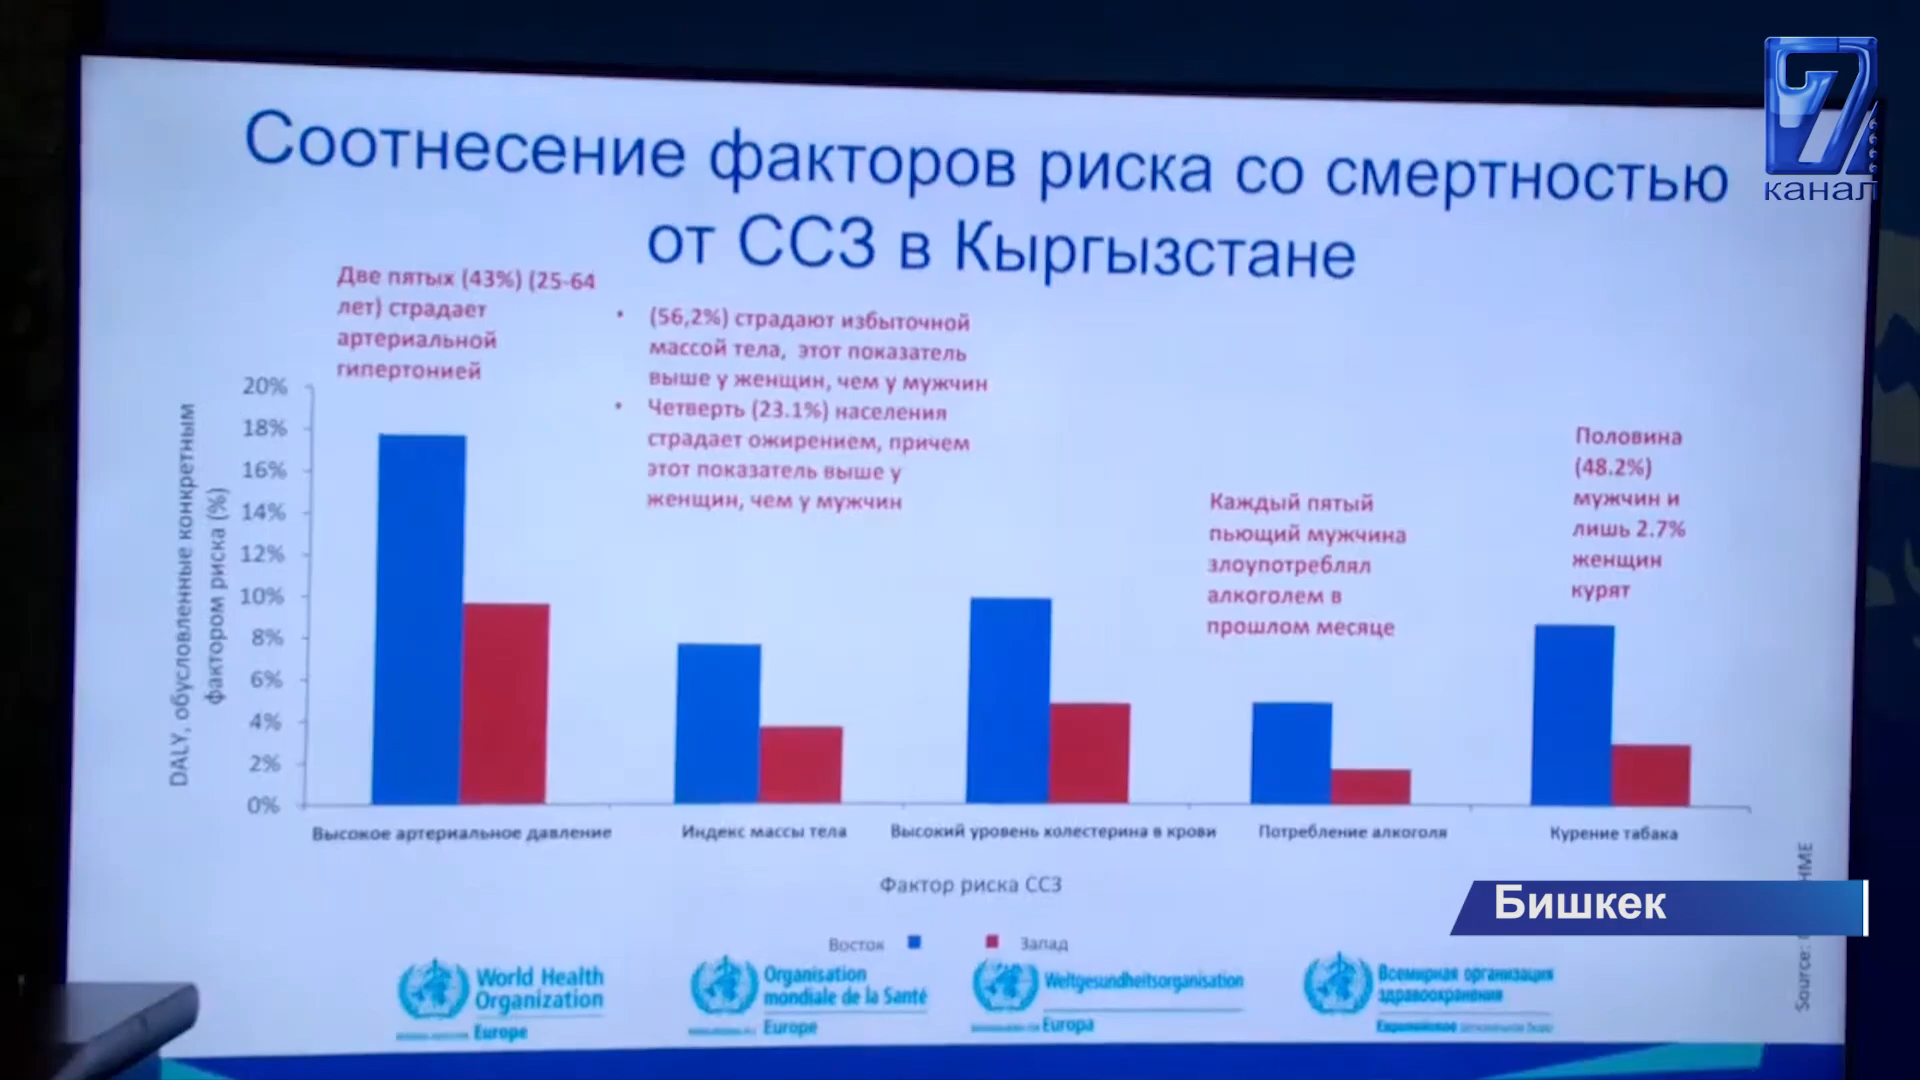 Соотнесение факторов риска со смертностью
от ССЗ в Кыргызстане
7
канал
Две пятых (43%) (25-64
лет) страдает
артериальной
гипертонией
• (56,2%) страдают избыточной
массой тела, этот показатель
выше у женщин, чем у мужчин
• Четверть (23.1%) населения
страдает ожирением, причем
этот показатель выше у
женщин, чем у мужчин
Каждый пятый
пьющий мужчина
злоупотреблял
алкоголем в
прошлом месяце
Половина
(48.2%)
мужчин и
лишь 2.7%
женщин
курят
DALY, обусловленные конкретным
фактором риска (%)
20%
18%
16%
14%
12%
10%
8%
6%
4%
2%
0%
Высокое артериальное давление
Индекс массы тела
Высокий уровень холестерина в крови
Потребление алкоголя
Курение табака
Фактор риска ССЗ
Восток
Запад
Source:
Бишкек
World Health
Organization
Europe
Organisation
mondiale de la Santé
Europe
Weltgesundheitsorganisation
Europa
Всемирная организация
здравоохранения
Европейское